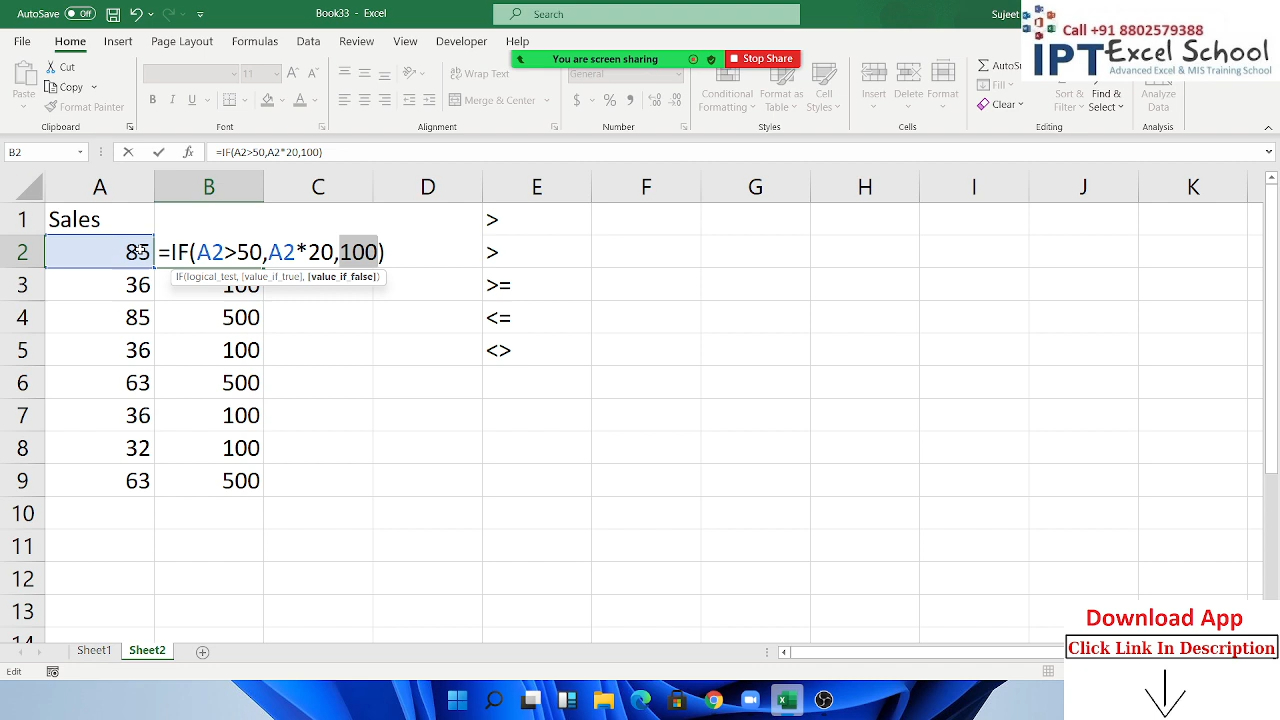 AutoSave Off Book33 - Excel Search Sujeet
Call +91 8802579388
IPT Excel School
Advanced Excel & MIS Training School
File Home Insert Page Layout Formulas Data View Developer Help
You are screen sharing Stop Share
Paste Cut Copy Format Painter
Clipboard
11 B I U
Font
Wrap Text
Merge & Center
Alignment
General
$ % ,
Number
Conditional Formatting Format as Table Cell Styles
Styles
Insert Delete Format
Cells
Fill Clear Sort & Filter Find & Select
Editing
Analyze Data
Analysis
B2 fx =IF(A2>50,A2*20,100)
A B C D E F G H I J K
1 Sales >
2 85 =IF(A2>50,A2*20,100) >
IF(logical_test, [value_if_true], [value_if_false])
3 36 100 >=
4 85 500 <=
5 36 100 <>
6 63 500
7 36 100
8 32 100
9 63 500
10
11
12
13
14
Sheet1 Sheet2
Edit
Download App
Click Link In Description